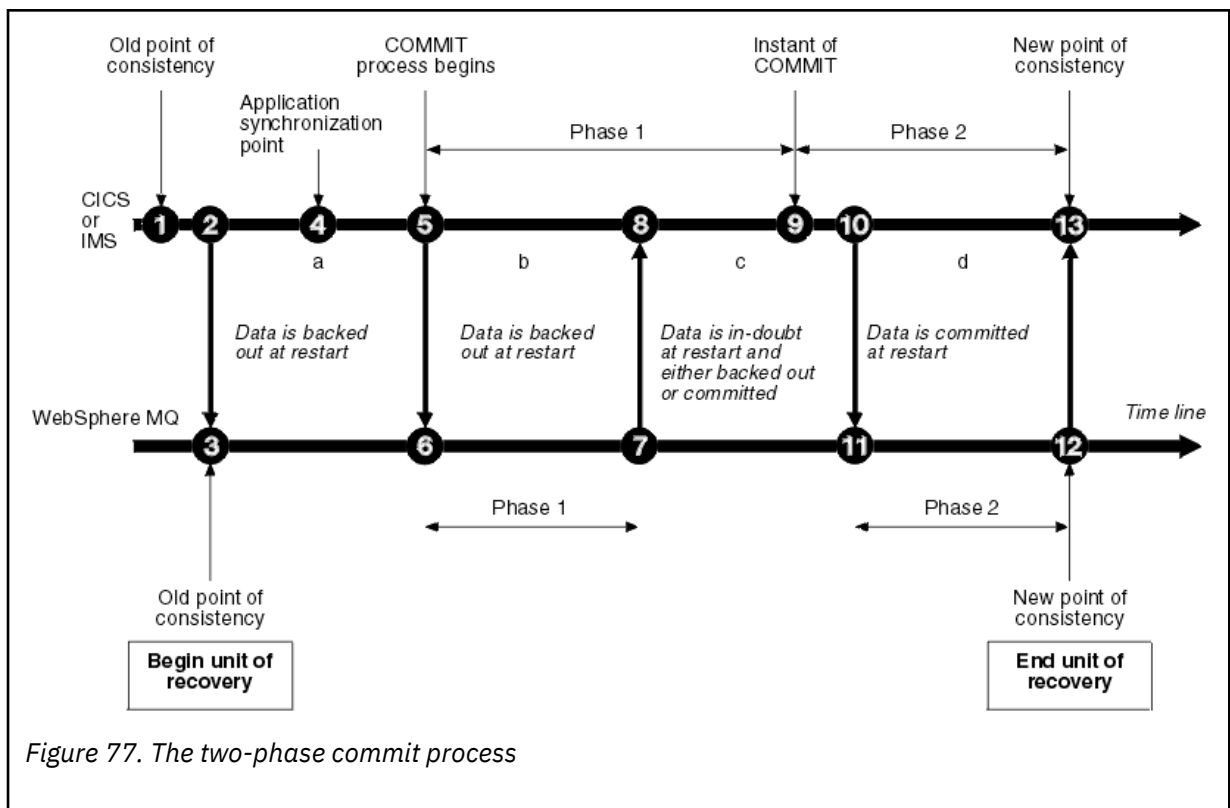 Old point of
consistency
COMMIT
process begins
Instant of
COMMIT
New point of
consistency
Application
synchronization
point
Phase 1
Phase 2
CICS
or
IMS
1
2
4
5
8
9
10
13
a
b
c
d
Data is backed
out at restart
Data is backed
out at restart
Data is in-doubt
at restart and
either backed out
or committed
Data is committed
at restart
WebSphere MQ
Time line
3
6
7
11
12
Phase 1
Phase 2
Old point of
consistency
New point of
consistency
Begin unit of
recovery
End unit of
recovery
Figure 77. The two-phase commit process